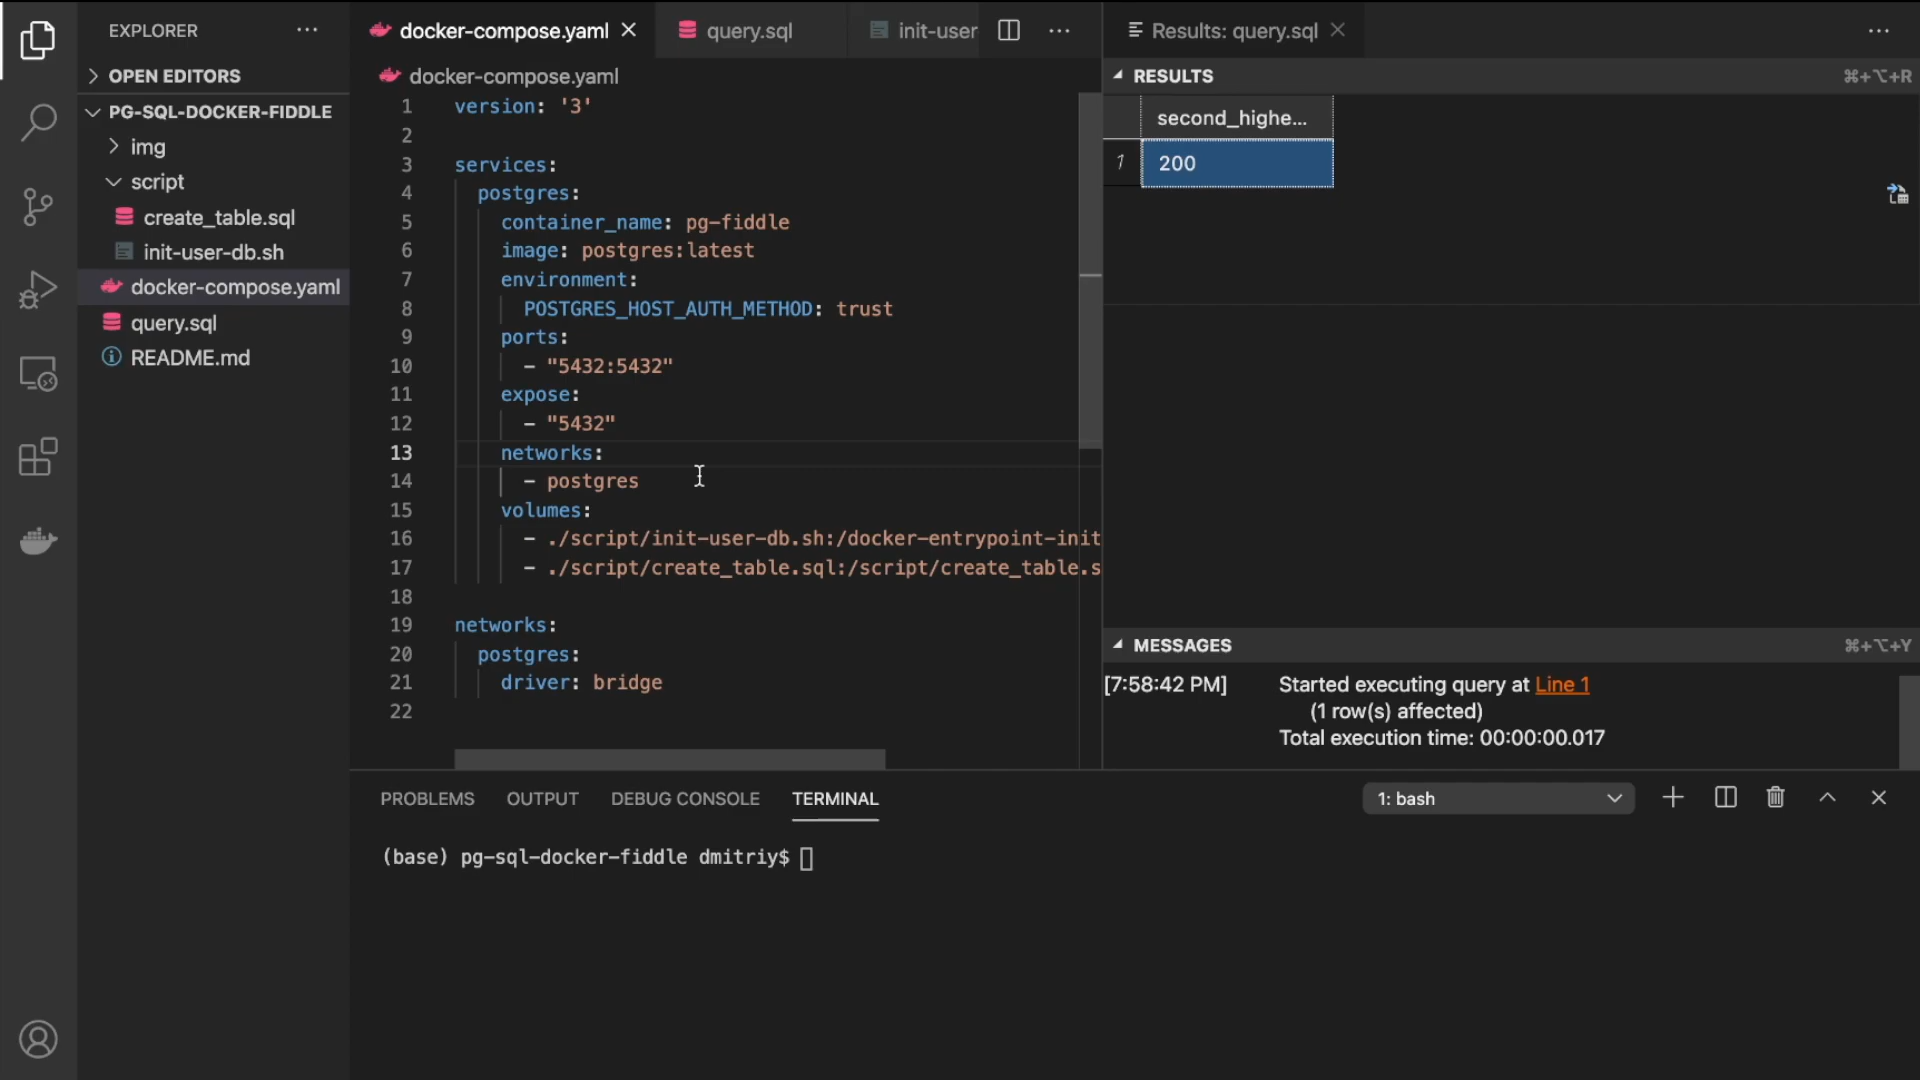 EXPLORER
OPEN EDITORS
PG-SQL-DOCKER-FIDDLE
img
script
create_table.sql
init-user-db.sh
docker-compose.yaml
query.sql
README.md
docker-compose.yaml
query.sql
init-user
docker-compose.yaml
1 version: '3'
2
3 services:
4 postgres:
5 container_name: pg-fiddle
6 image: postgres:latest
7 environment:
8 POSTGRES_HOST_AUTH_METHOD: trust
9 ports:
10 - "5432:5432"
11 expose:
12 - "5432"
13 networks:
14 - postgres
15 volumes:
16 - ./script/init-user-db.sh:/docker-entrypoint-init
17 - ./script/create_table.sql:/script/create_table.s
18
19 networks:
20 postgres:
21 driver: bridge
22
Results: query.sql
RESULTS ⌘+⌥+R
second_highe...
1 200
MESSAGES ⌘+⌥+Y
[7:58:42 PM] Started executing query at Line 1
(1 row(s) affected)
Total execution time: 00:00:00.017
PROBLEMS OUTPUT DEBUG CONSOLE TERMINAL 1: bash
(base) pg-sql-docker-fiddle dmitriy$